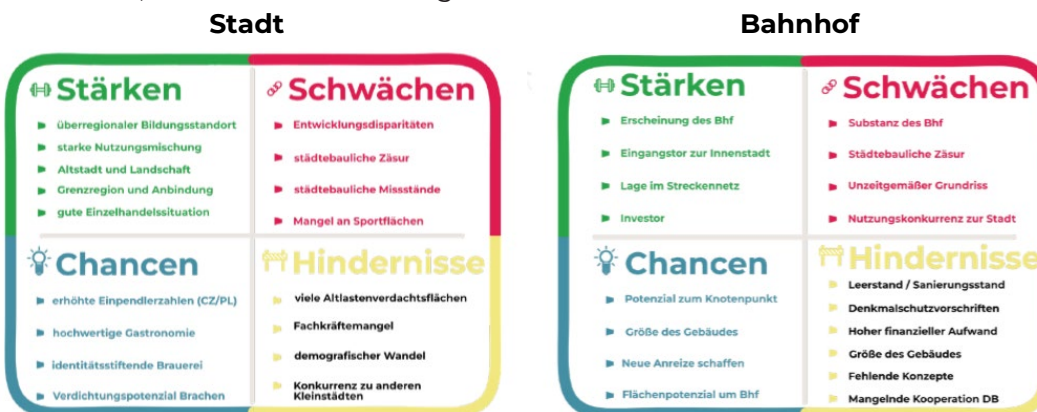 Stadt
Stärken
überregionaler Bildungsstandort
starke Nutzungsmischung
Altstadt und Landschaft
Grenzregion und Anbindung
gute Einzelhandelssituation
Schwächen
Entwicklungsdisparitäten
städtebauliche Zäsur
städtebauliche Missstände
Mangel an Sportflächen
Chancen
erhöhte Einpendlerzahlen (CZ/PL)
hochwertige Gastronomie
identitätsstiftende Brauerei
Verdichtungspotenzial Brachen
Hindernisse
viele Altlastenverdachtsflächen
Fachkräftemangel
demografischer Wandel
Konkurrenz zu anderen
Kleinstädten
Bahnhof
Stärken
Erscheinung des Bhf
Eingangstor zur Innenstadt
Lage im Streckennetz
Investor
Schwächen
Substanz des Bhf
Städtebauliche Zäsur
Unzeitgemäßer Grundriss
Nutzungskonkurrenz zur Stadt
Chancen
Potenzial zum Knotenpunkt
Größe des Gebäudes
Neue Anreize schaffen
Flächenpotenzial um Bhf
Hindernisse
Leerstand / Sanierungsstand
Denkmalschutzvorschriften
Hoher finanzieller Aufwand
Größe des Gebäudes
Fehlende Konzepte
Mangelnde Kooperation DB